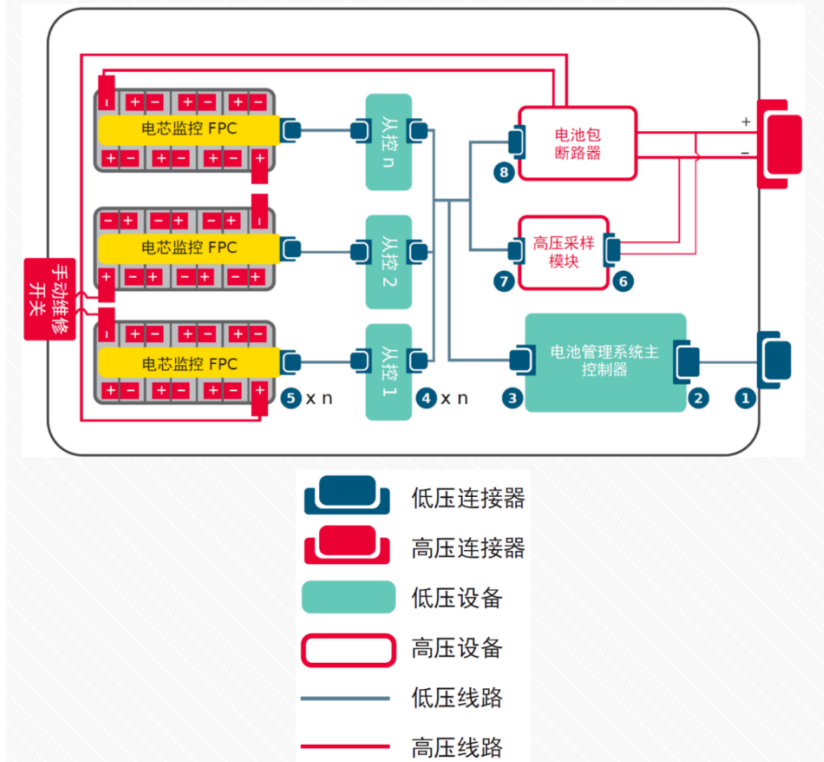 电芯监控 FPC
从控 n
电池包
断路器
+
−
8
电芯监控 FPC
从控 2
高压采样
模块
7
6
手动维修
开关
电芯监控 FPC
从控 1
电池管理系统主
控制器
5 x n
4 x n
3
2
1
低压连接器
高压连接器
低压设备
高压设备
低压线路
高压线路